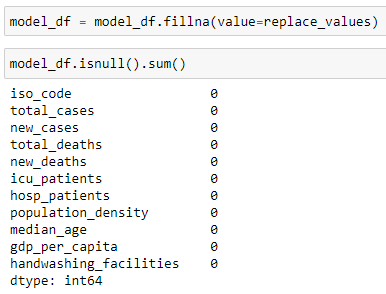 model_df = model_df.fillna(value=replace_values)
model_df.isnull().sum()
iso_code 0
total_cases 0
new_cases 0
total_deaths 0
new_deaths 0
icu_patients 0
hosp_patients 0
population_density 0
median_age 0
gdp_per_capita 0
handwashing_facilities 0
dtype: int64